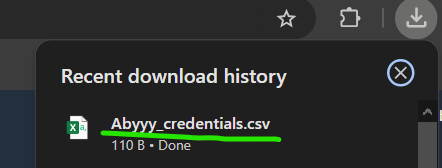 Recent download history
Abyyy_credentials.csv
110 B • Done